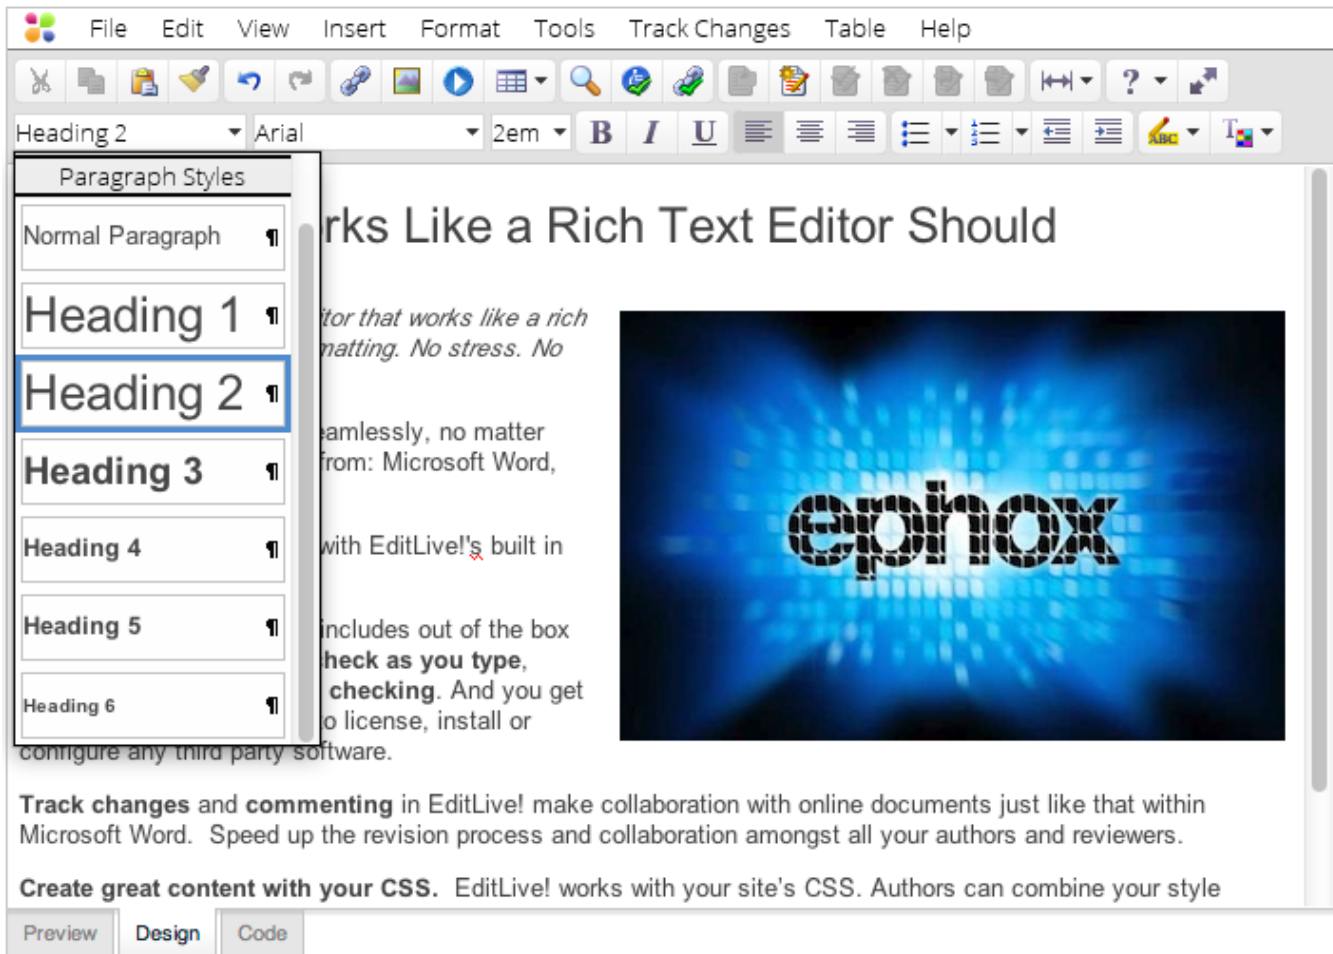 File Edit View Insert Format Tools Track Changes Table Help
Heading 2 Arial 2em B I U
Paragraph Styles
Normal Paragraph ¶
Heading 1 ¶
Heading 2 ¶
Heading 3 ¶
Heading 4 ¶
Heading 5 ¶
Heading 6 ¶
rks Like a Rich Text Editor Should
itor that works like a rich
matting. No stress. No
eamlessly, no matter
from: Microsoft Word,
with EditLive!'s built in
includes out of the box
heck as you type,
checking. And you get
o license, install or
configure any third party software.
ephox
Track changes and commenting in EditLive! make collaboration with online documents just like that within
Microsoft Word. Speed up the revision process and collaboration amongst all your authors and reviewers.
Create great content with your CSS. EditLive! works with your site's CSS. Authors can combine your style
Preview Design Code